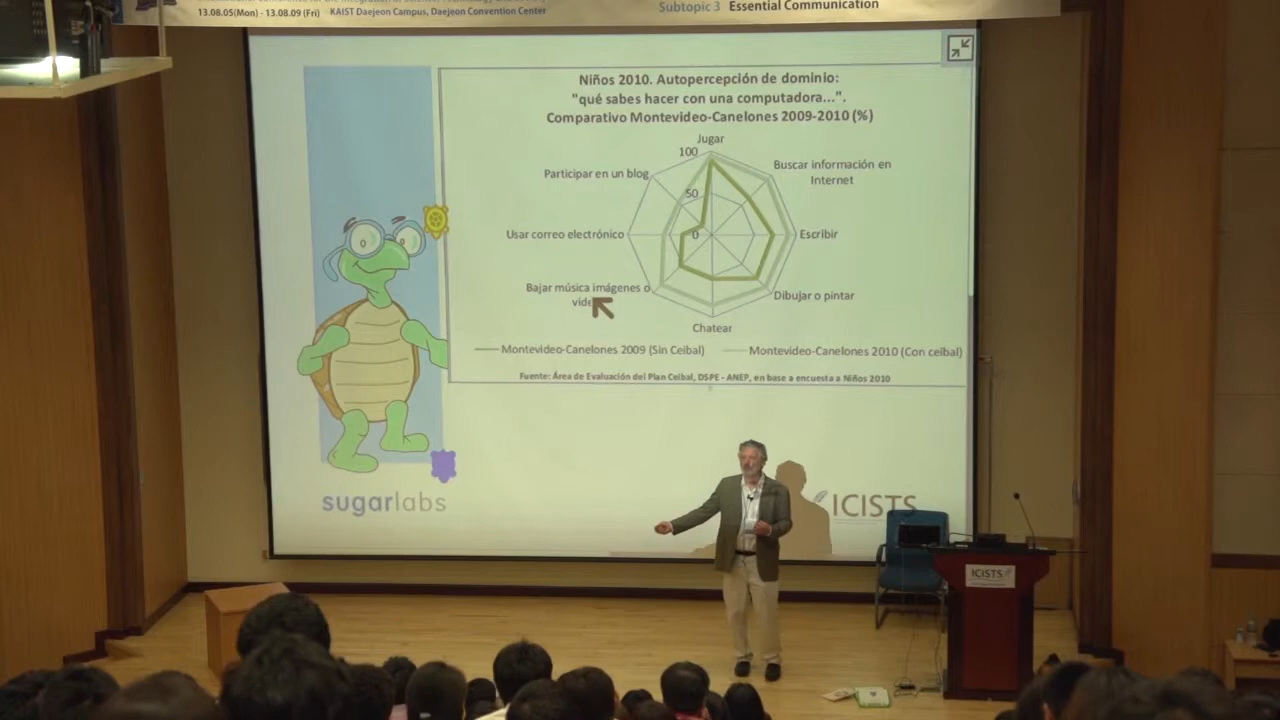 13.08.05(Mon) - 13.08.09 (Fri) KAIST Daejeon Campus, Daejeon Convention Center
Subtopic 3 Essential Communication
Niños 2010. Autopercepción de dominio:
"qué sabes hacer con una computadora...".
Comparativo Montevideo-Canelones 2009-2010 (%)
Jugar
100
Buscar información en
Internet
Participar en un blog
50
Usar correo electrónico
0
Escribir
Bajar música imágenes o
Dibujar o pintar
Chatear
Montevideo-Canelones 2009 (Sin Ceibal)
Montevideo-Canelones 2010 (Con ceibal)
Fuente: Área de Evaluación del Plan Ceibal, DSPE - ANEP, en base a encuesta a Niños 2010
sugarlabs
ICISTS
ICISTS